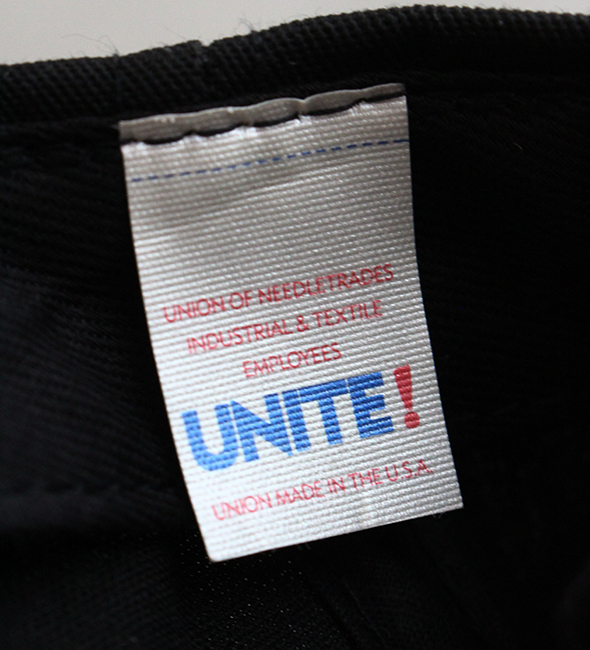 UNION OF NEEDLETRADES
INDUSTRIAL & TEXTILE
EMPLOYEES
UNITE!
UNION MADE IN THE U.S.A.